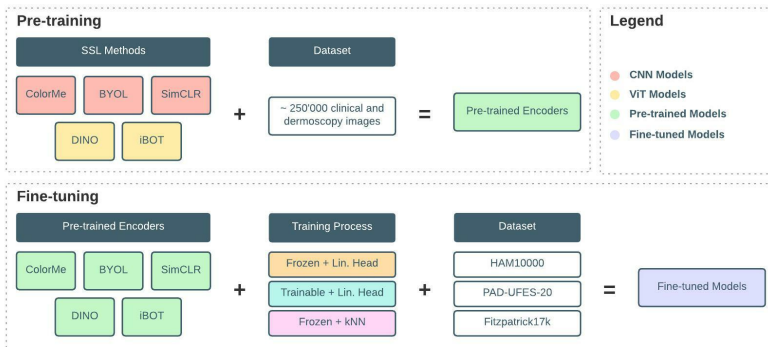 Pre-training
SSL Methods
Dataset
ColorMe
BYOL
SimCLR
DINO
iBOT
+
~ 250'000 clinical and
dermoscopy images
=
Pre-trained Encoders
Legend
CNN Models
ViT Models
Pre-trained Models
Fine-tuned Models
Fine-tuning
Pre-trained Encoders
Training Process
Dataset
ColorMe
BYOL
SimCLR
DINO
iBOT
+
Frozen + Lin. Head
Trainable + Lin. Head
Frozen + kNN
+
HAM10000
PAD-UFES-20
Fitzpatrick17k
=
Fine-tuned Models